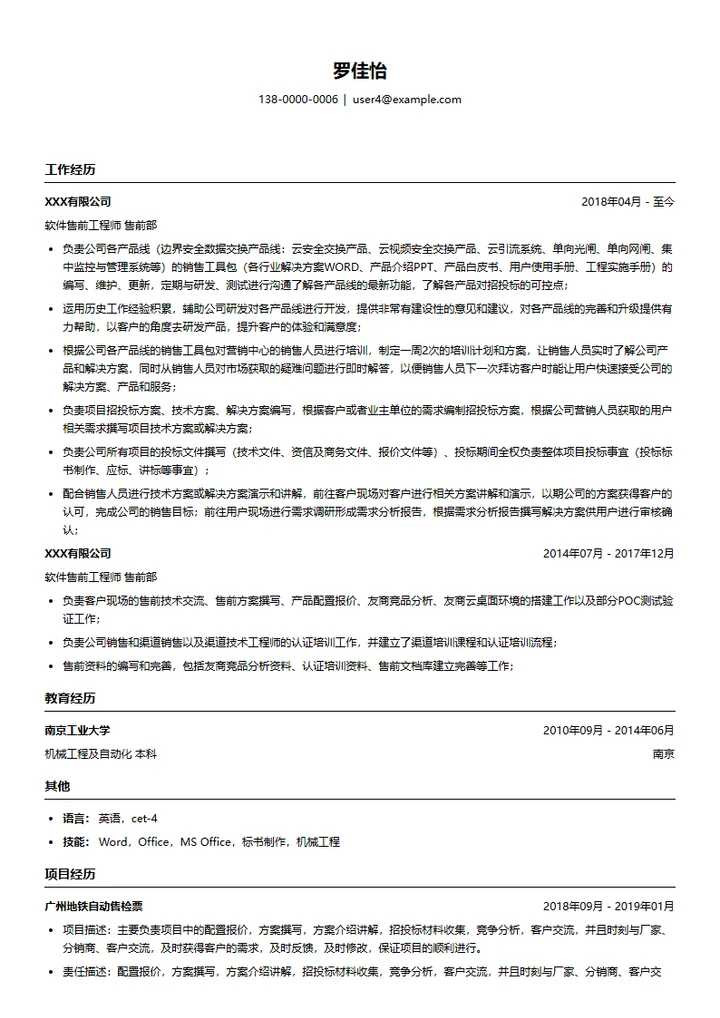 罗佳怡
138-0000-0006 | user4@example.com
工作经历
XXX有限公司 2018年04月 - 至今
软件售前工程师 售前部
• 负责公司各产品线（边界安全数据交换产品线：云安全交换产品、云视频安全交换产品、云引流系统、单向光闸、单向网闸、集
中监控与管理系统等）的销售工具包（各行业解决方案WORD、产品介绍PPT、产品白皮书、用户使用手册、工程实施手册）的
编写、维护、更新，定期与研发、测试进行沟通了解各产品线的最新功能，了解各产品对招投标的可控点；
• 运用历史工作经验积累，辅助公司研发对各产品线进行开发，提供非常有建设性的意见和建议，对各产品线的完善和升级提供有
力帮助，以客户的角度去研发产品，提升客户的体验和满意度；
• 根据公司各产品线的销售工具包对营销中心的销售人员进行培训，制定一周2次的培训计划和方案，让销售人员实时了解公司产
品和解决方案，同时从销售人员对市场获取的疑难问题进行即时解答，以便销售人员下一次拜访客户时能让用户快速接受公司的
解决方案、产品和服务；
• 负责项目招投标方案、技术方案、解决方案编写，根据客户或者业主单位的需求编制招投标方案，根据公司营销人员获取的用户
相关需求撰写项目技术方案或解决方案；
• 负责公司所有项目的投标文件撰写（技术文件、资信及商务文件、报价文件等）、投标期间全权负责整体项目投标事宜（投标标
书制作、应标、讲标等事宜）；
• 配合销售人员进行技术方案或解决方案演示和讲解，前往客户现场对客户进行相关方案讲解和演示，以期公司的方案获得客户的
认可，完成公司的销售目标；前往用户现场进行需求调研形成需求分析报告，根据需求分析报告撰写解决方案供用户进行审核确
认；
XXX有限公司 2014年07月 - 2017年12月
软件售前工程师 售前部
• 负责客户现场的售前技术交流、售前方案撰写、产品配置报价、友商竞品分析、友商云桌面环境的搭建工作以及部分POC测试验
证工作；
• 负责公司销售和渠道销售以及渠道技术工程师的认证培训工作，并建立了渠道培训课程和认证培训流程；
• 售前资料的编写和完善，包括友商竞品分析资料、认证培训资料、售前文档库建立完善等工作；
教育经历
南京工业大学 2010年09月 - 2014年06月
机械工程及自动化 本科 南京
其他
• 语言： 英语，cet-4
• 技能： Word，Office，MS Office，标书制作，机械工程
项目经历
广州地铁自动售检票 2018年09月 - 2019年01月
• 项目描述：主要负责项目中的配置报价，方案撰写，方案介绍讲解，招投标材料收集，竞争分析，客户交流，并且时刻与厂家、
分销商、客户交流，及时获得客户的需求，及时反馈，及时修改，保证项目的顺利进行。
• 责任描述：配置报价，方案撰写，方案介绍讲解，招投标材料收集，竞争分析，客户交流，并且时刻与厂家、分销商、客户交